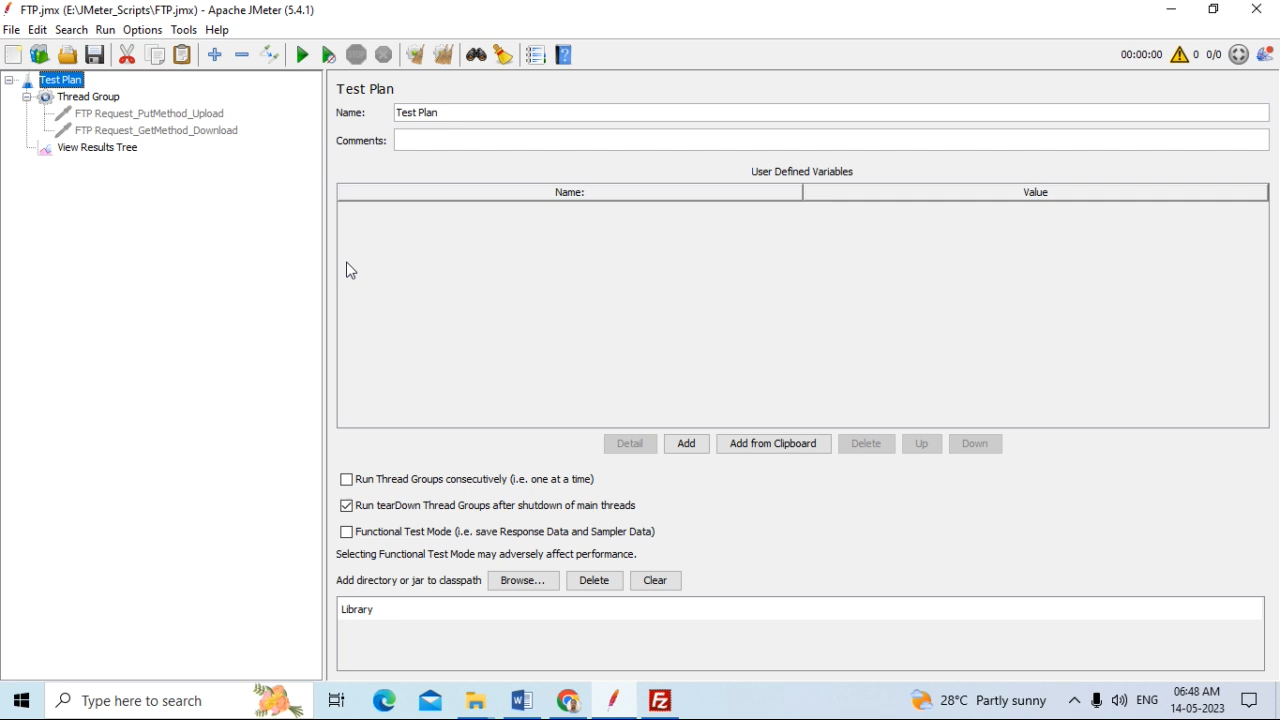 FTP.jmx (E:\JMeter_Scripts\FTP.jmx) - Apache JMeter (5.4.1)
File Edit Search Run Options Tools Help
00:00:00 0 0/0
Test Plan
Thread Group
FTP Request_PutMethod_Upload
FTP Request_GetMethod_Download
View Results Tree
Test Plan
Name: Test Plan
Comments:
User Defined Variables
Name: Value
Detail Add Add from Clipboard Delete Up Down
Run Thread Groups consecutively (i.e. one at a time)
Run tearDown Thread Groups after shutdown of main threads
Functional Test Mode (i.e. save Response Data and Sampler Data)
Selecting Functional Test Mode may adversely affect performance.
Add directory or jar to classpath Browse... Delete Clear
Library
Type here to search
28°C Partly sunny
ENG
06:48 AM
14-05-2023